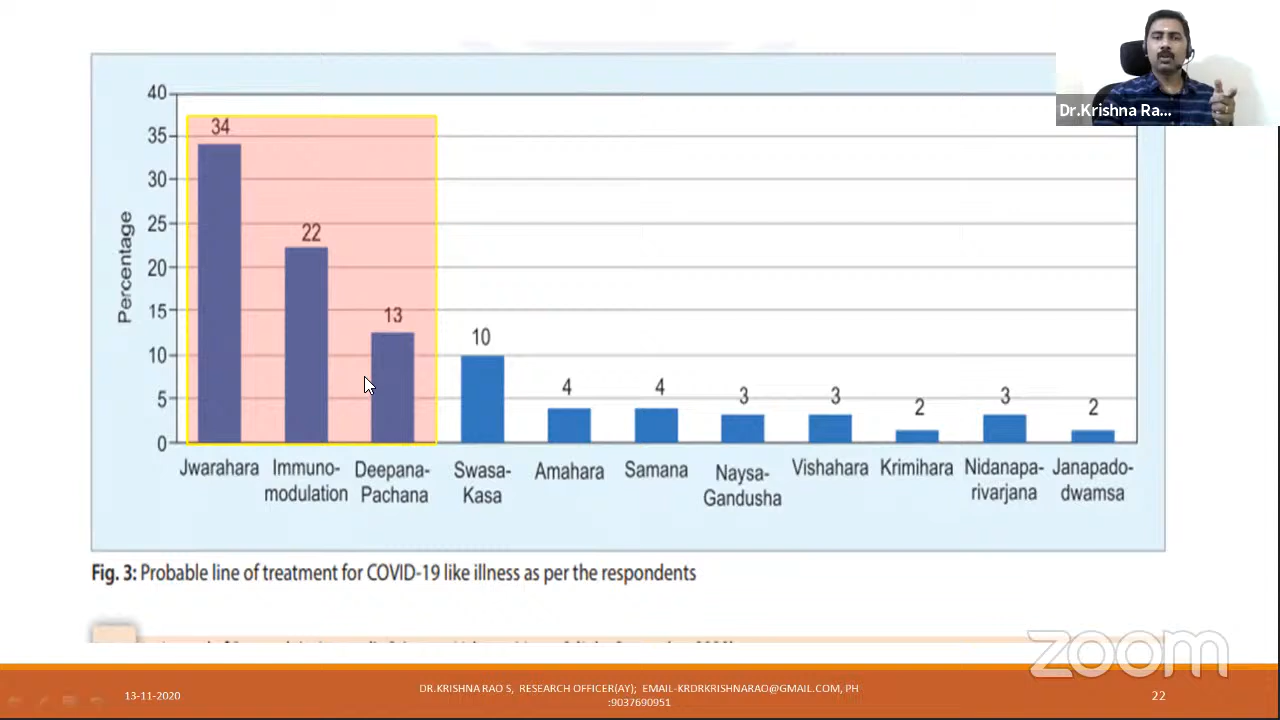 Dr.Krishna Ra...
Percentage
40
35
30
25
20
15
10
5
0
34
22
13
10
4
4
3
3
2
3
2
Jwarahara
Immuno-
modulation
Deepana-
Pachana
Swasa-
Kasa
Amahara
Samana
Naysa-
Gandusha
Vishahara
Krimihara
Nidanapa-
rivarjana
Janapado-
dwamsa
Fig. 3: Probable line of treatment for COVID-19 like illness as per the respondents
zoom
13-11-2020
DR.KRISHNA RAO S, RESEARCH OFFICER(AY); EMAIL-KRDRKRISHNARAO@GMAIL.COM, PH
:9037690951
22